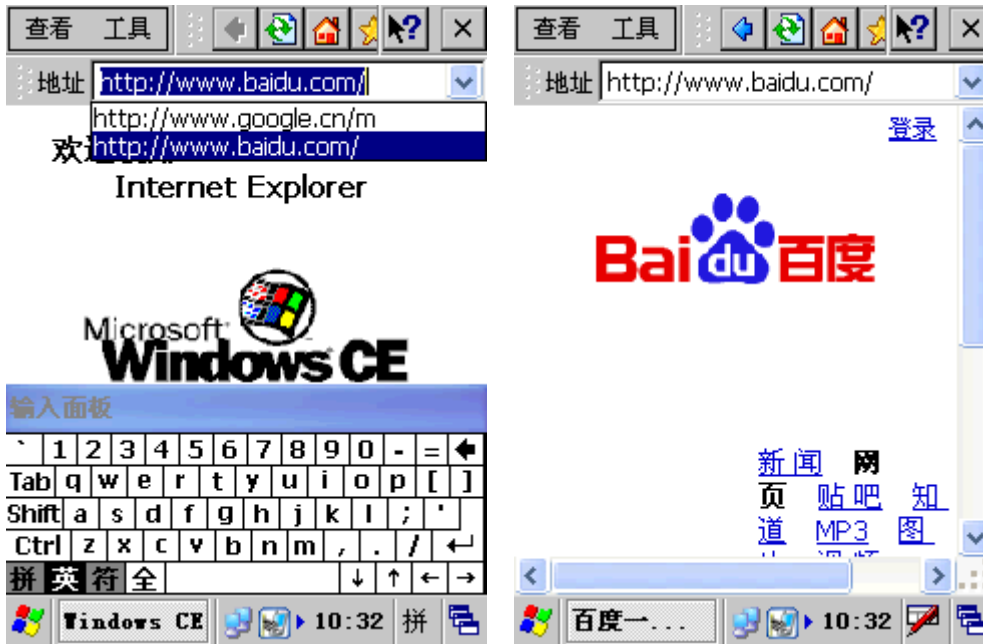 查看 工具
地址 http://www.baidu.com/
http://www.google.cn/m
http://www.baidu.com/
Internet Explorer
Microsoft
Windows CE
输入面板
` 1 2 3 4 5 6 7 8 9 0 - =
Tab q w e r t y u i o p [ ]
Shift a s d f g h j k l ; '
Ctrl z x c v b n m , . /
拼 英 符 全 ↓ ↑ ← →
Windows CE 10:32 拼
查看 工具
地址 http://www.baidu.com/
登录
Bai du 百度
新闻 网
页 贴吧 知
道 MP3 图
百度一... 10:32